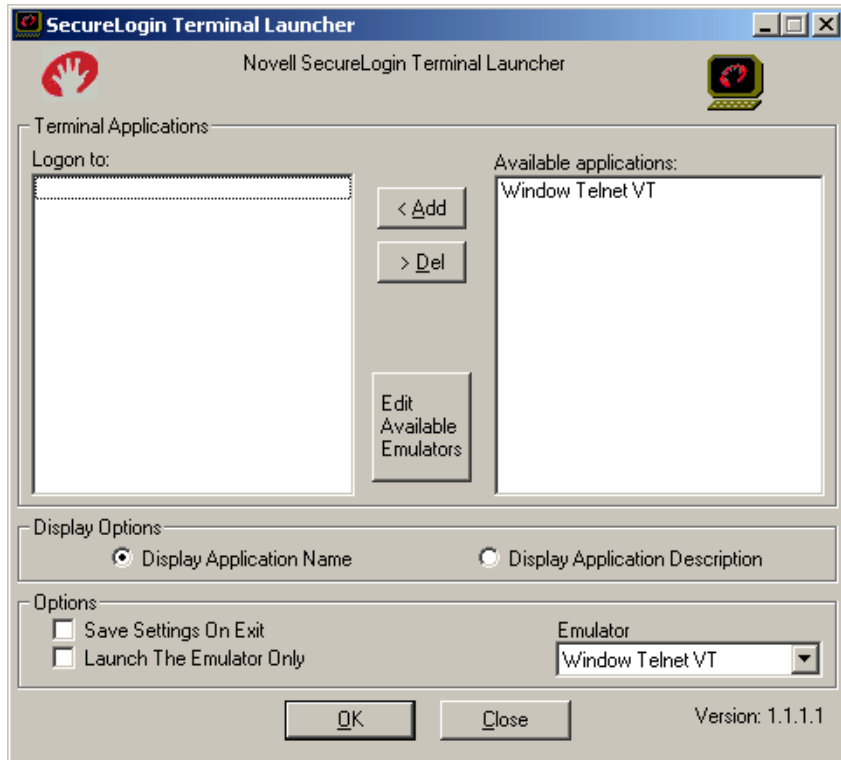 SecureLogin Terminal Launcher
Novell SecureLogin Terminal Launcher
Terminal Applications
Logon to:
Available applications:
Window Telnet VT
< Add
> Del
Edit
Available
Emulators
Display Options
Display Application Name
Display Application Description
Options
Save Settings On Exit
Launch The Emulator Only
Emulator
Window Telnet VT
OK
Close
Version: 1.1.1.1